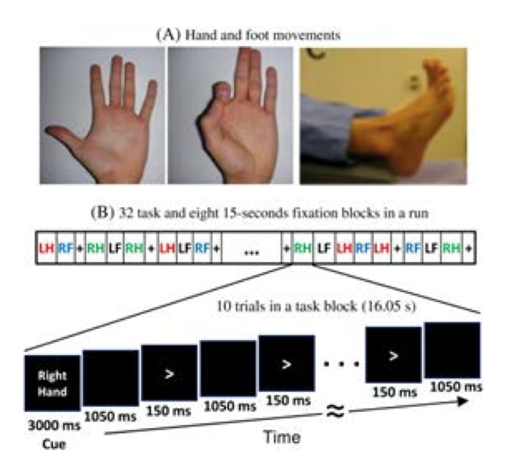 (A) Hand and foot movements
(B) 32 task and eight 15-seconds fixation blocks in a run
LH RF + RH LF RH + LH LF RF + ... + RH LF LH RF LH + RF LF RH +
10 trials in a task block (16.05 s)
Right
Hand
> > ... >
3000 ms 1050 ms 150 ms 1050 ms 150 ms ≈ 150 ms 1050 ms
Cue
Time